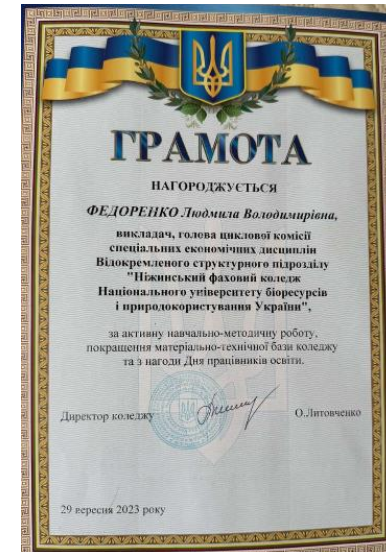 ГРАМОТА
НАГОРОДЖУЄТЬСЯ
ФЕДОРЕНКО Людмила Володимирівна,
викладач, голова циклової комісії
спеціальних економічних дисциплін
Відокремленого структурного підрозділу
"Ніжинський фаховий коледж
Національного університету біоресурсів
і природокористування України",
за активну навчально-методичну роботу,
покращення матеріально-технічної бази коледжу
та з нагоди Дня працівників освіти.
Директор коледжу О.Литовченко
29 вересня 2023 року